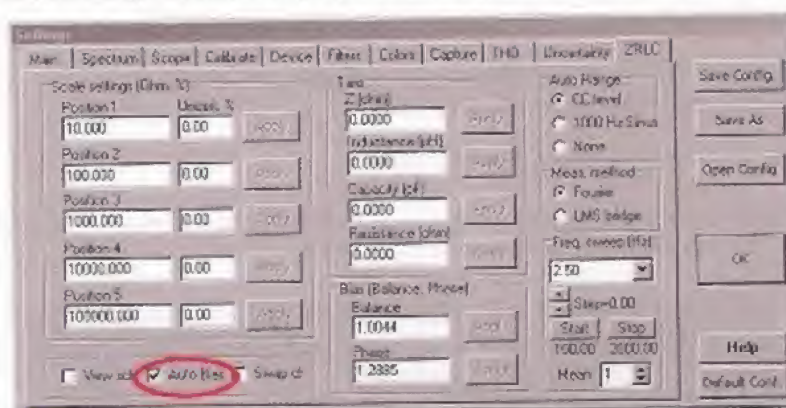 Settings
Main Spectrum Scope Calibrate Device Filters Colors Capture THD Uncertainty ZRLC
Scale settings (Ohm, %)
Position 1 Uncert. %
10.000 0.00 Apply
Position 2
100.000 0.00 Apply
Position 3
1000.000 0.00 Apply
Position 4
10000.000 0.00 Apply
Position 5
100000.000 0.00 Apply
View Auto bias Swap ch
Z [ohm]
0.0000 Apply
Inductance [µH]
0.0000 Apply
Capacity [pF]
0.0000 Apply
Resistance [ohm]
0.0000 Apply
Bias (Balance, Phase)
Balance
1.0044 Apply
Phase
1.2885
Auto Range
CC level
1000 Hz Sinus
None
Meas. method
Fourie
LMS bridge
Freq. sweep [Hz]
2.50
Step=0.00
Start Stop
100.00 3000.00
Mean 1
Save Config.
Save As
Open Config
OK
Help
Default Conf.